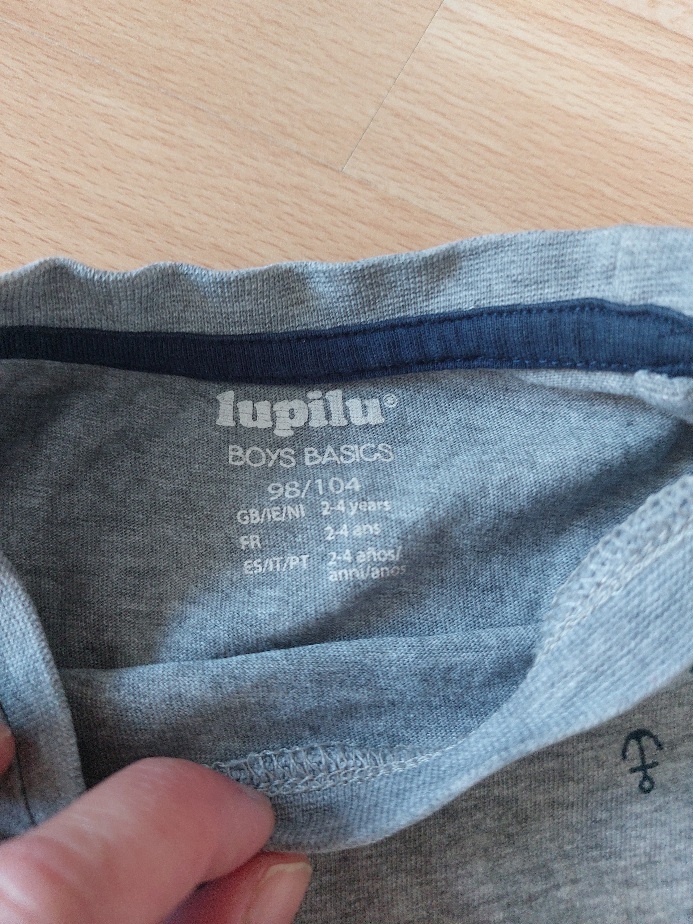 lupilu®
BOYS BASICS
98/104
GB/IE/NI 2-4 years
FR 2-4 ans
ES/IT/PT 2-4 años/
anni/anos